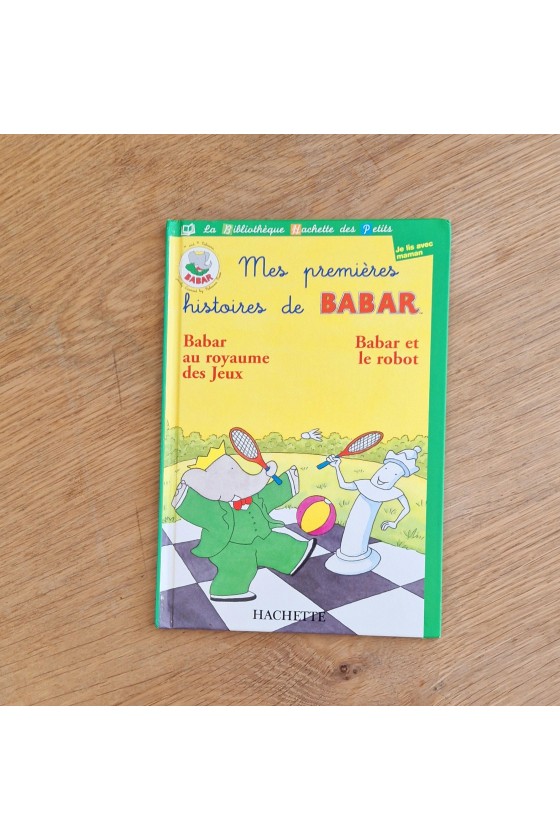 La Bibliothèque Hachette des Petits
Je lis avec
maman
BABAR
Mes premières
histoires de BABAR
Babar
au royaume
des Jeux
Babar et
le robot
HACHETTE